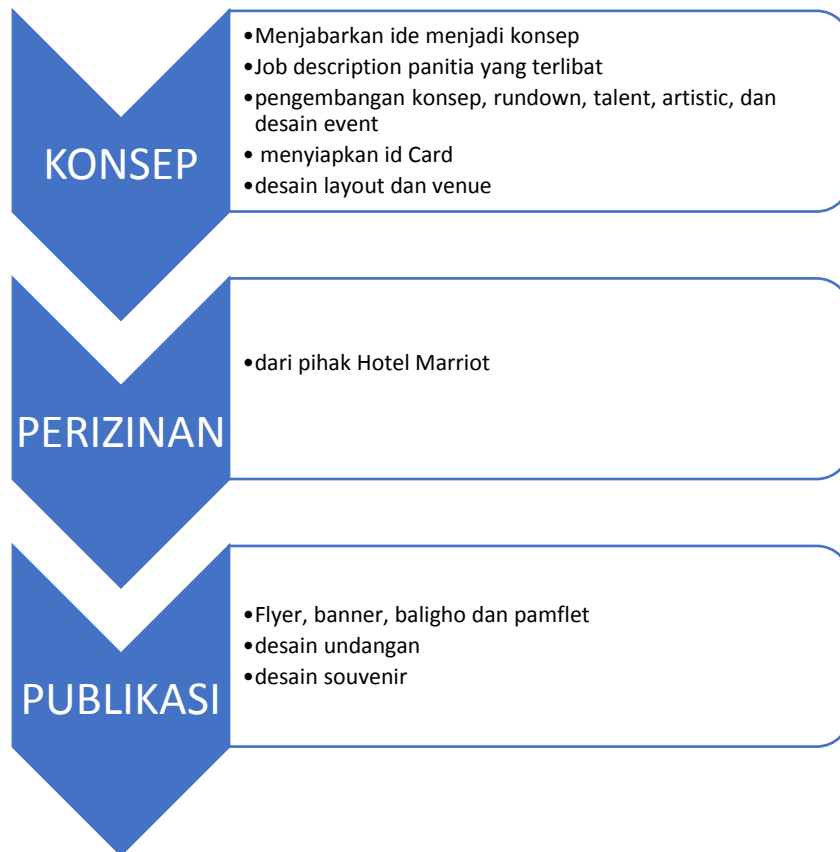 KONSEP
•Menjabarkan ide menjadi konsep
•Job description panitia yang terlibat
•pengembangan konsep, rundown, talent, artistic, dan
desain event
• menyiapkan id Card
•desain layout dan venue
PERIZINAN
•dari pihak Hotel Marriot
PUBLIKASI
•Flyer, banner, baligho dan pamflet
•desain undangan
•desain souvenir